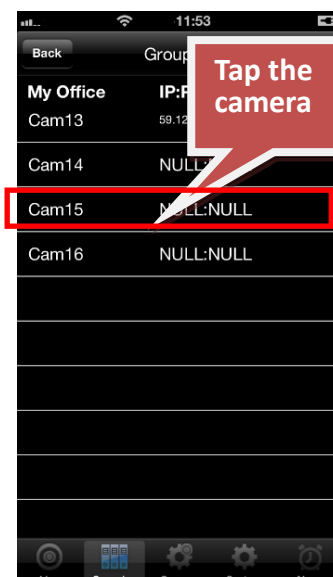 11:53
Back
Group
Tap the
camera
My Office
IP:
Cam13
59.12
Cam14
NULL:
Cam15
NULL:NULL
Cam16
NULL:NULL